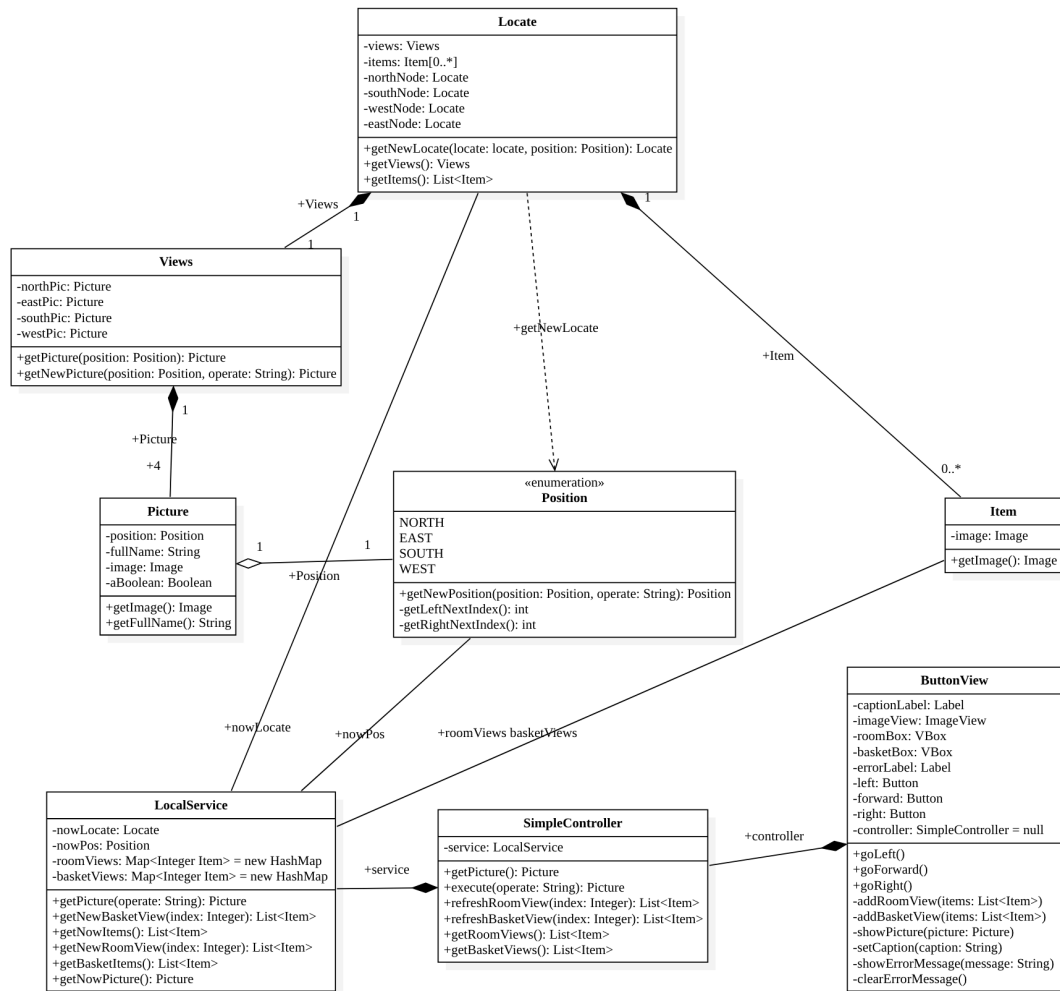 Locate
-views: Views
-items: Item[0..*]
-northNode: Locate
-southNode: Locate
-westNode: Locate
-eastNode: Locate
+getNewLocate(locate: locate, position: Position): Locate
+getViews(): Views
+getItems(): List<Item>
+Views
1
1
1
Views
-northPic: Picture
-eastPic: Picture
-southPic: Picture
-westPic: Picture
+getPicture(position: Position): Picture
+getNewPicture(position: Position, operate: String): Picture
+getNewLocate
+Item
1
+Picture
+4
0..*
Picture
-position: Position
-fullName: String
-image: Image
-aBoolean: Boolean
+getImage(): Image
+getFullName(): String
1
1
+Position
«enumeration»
Position
NORTH
EAST
SOUTH
WEST
+getNewPosition(position: Position, operate: String): Position
-getLeftNextIndex(): int
-getRightNextIndex(): int
Item
-image: Image
+getImage(): Image
+nowLocate
+nowPos
+roomViews basketViews
ButtonView
-captionLabel: Label
-imageView: ImageView
-roomBox: VBox
-basketBox: VBox
-errorLabel: Label
-left: Button
-forward: Button
-right: Button
-controller: SimpleController = null
+goLeft()
+goForward()
+goRight()
-addRoomView(items: List<Item>)
-addBasketView(items: List<Item>)
-showPicture(picture: Picture)
-setCaption(caption: String)
-showErrorMessage(message: String)
-clearErrorMessage()
LocalService
-nowLocate: Locate
-nowPos: Position
-roomViews: Map<Integer Item> = new HashMap
-basketViews: Map<Integer Item> = new HashMap
+getPicture(operate: String): Picture
+getNewBasketView(index: Integer): List<Item>
+getNowItems(): List<Item>
+getNewRoomView(index: Integer): List<Item>
+getBasketItems(): List<Item>
+getNowPicture(): Picture
+service
SimpleController
-service: LocalService
+getPicture(): Picture
+execute(operate: String): Picture
+refreshRoomView(index: Integer): List<Item>
+refreshBasketView(index: Integer): List<Item>
+getRoomViews(): List<Item>
+getBasketViews(): List<Item>
+controller